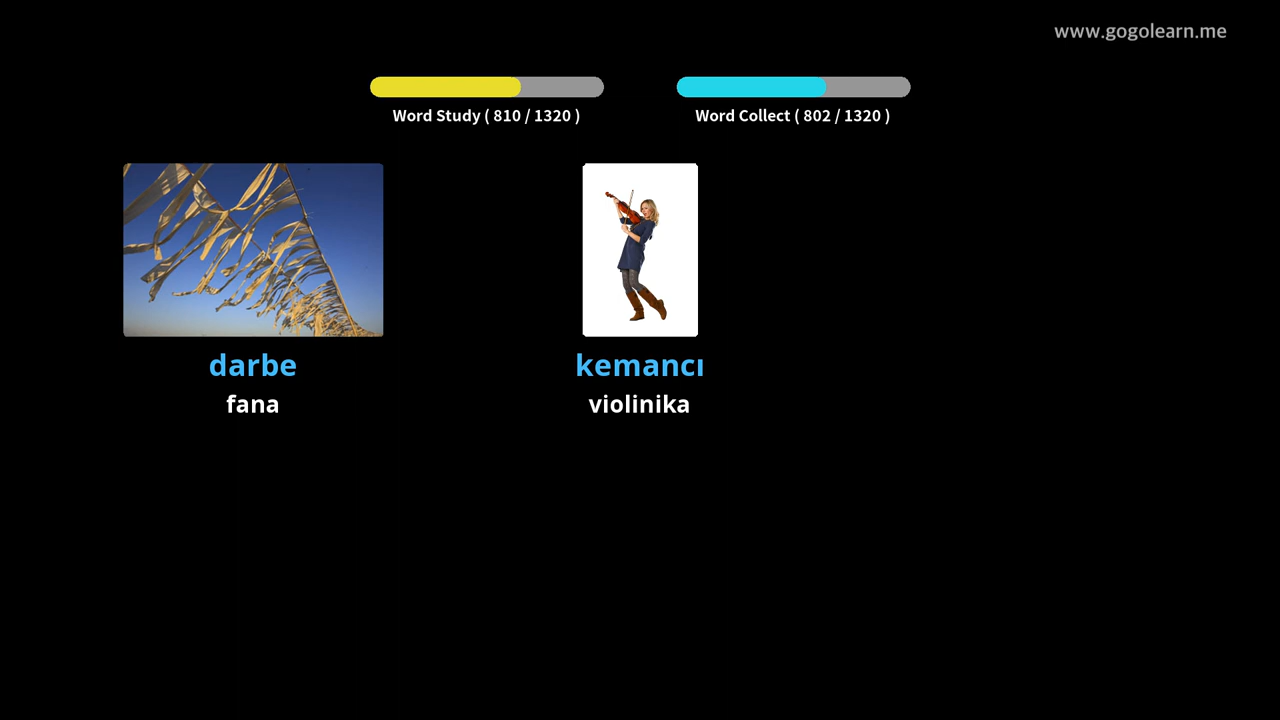 www.gogolearn.me
Word Study ( 810 / 1320 )
Word Collect ( 802 / 1320 )
darbe
fana
kemancı
violinika